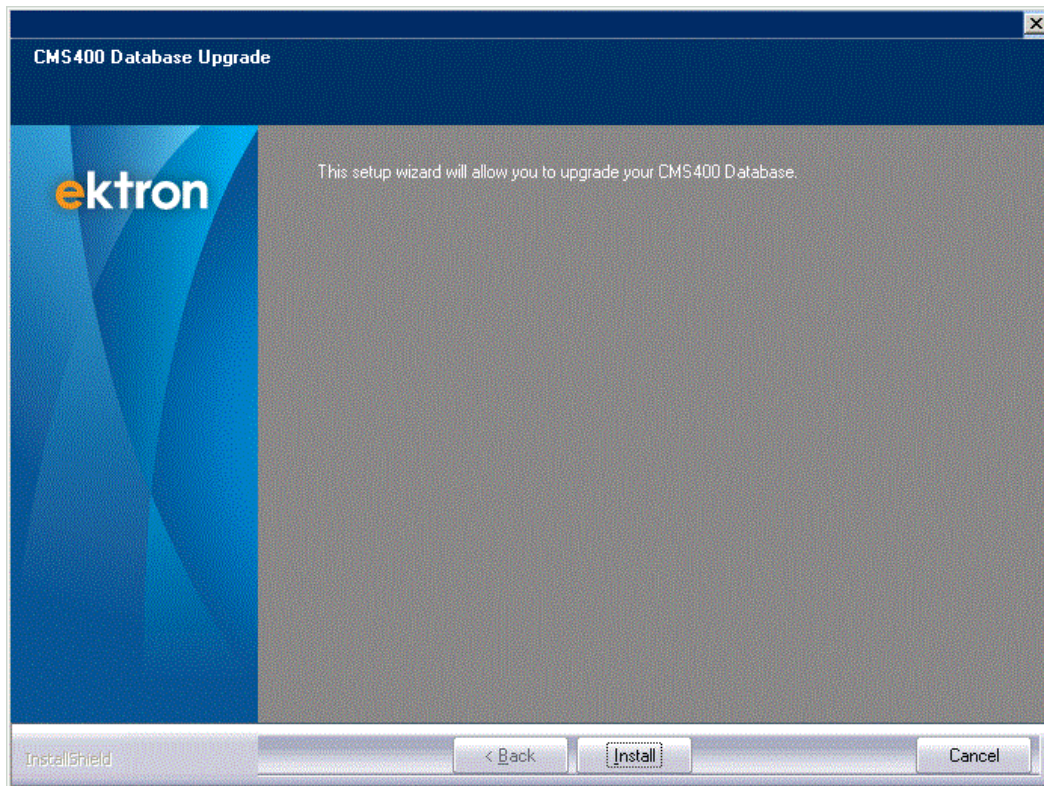 CMS400 Database Upgrade
ektron
This setup wizard will allow you to upgrade your CMS400 Database.
InstallShield
< Back
Install
Cancel